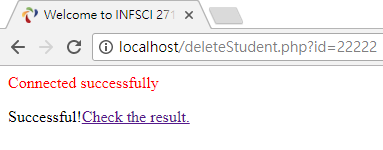 Welcome to INFSCI 271
localhost/deleteStudent.php?id=22222
Connected successfully
Successful!Check the result.